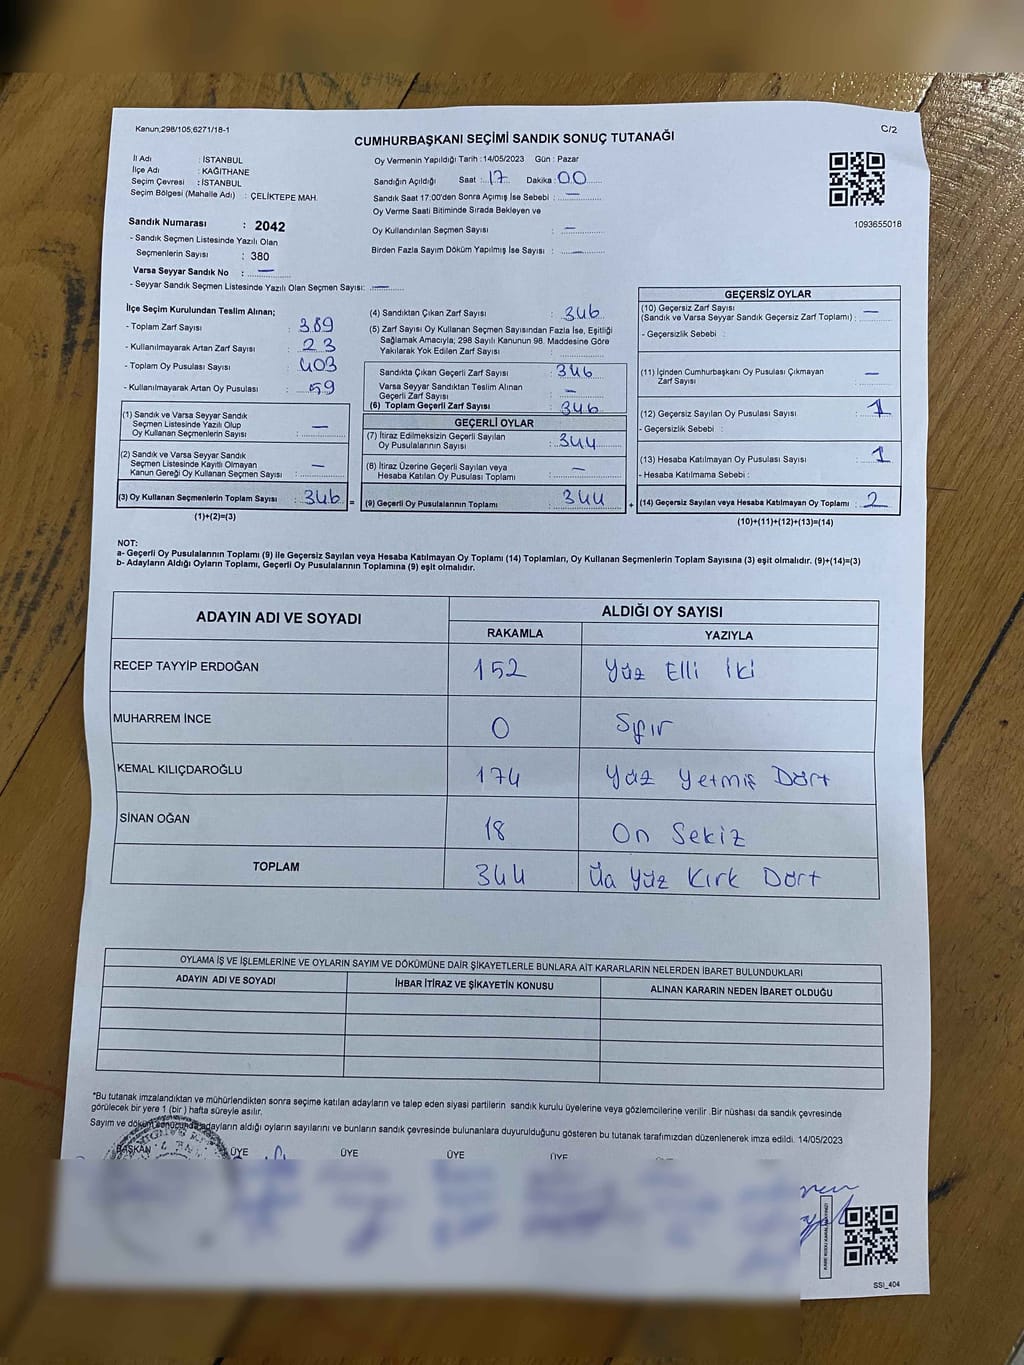 Kanun,298/105,6271/18-1
C/2
CUMHURBAŞKANI SEÇİMİ SANDIK SONUÇ TUTANAĞI
İl Adı : İSTANBUL
İlçe Adı : KAĞITHANE
Seçim Çevresi : İSTANBUL
Seçim Bölgesi (Mahalle Adı) : ÇELİKTEPE MAH.
Oy Vermenin Yapıldığı Tarih : 14/05/2023 Gün : Pazar
Sandığın Açıldığı Saat : 17 Dakika : 00
Sandık Saat 17:00'den Sonra Açımış İse Sebebi : —
Oy Verme Saati Bitiminde Sırada Bekleyen ve
Oy Kullandırılan Seçmen Sayısı : —
Birden Fazla Sayım Döküm Yapılmış İse Sayısı : —
1093655018
Sandık Numarası : 2042
- Sandık Seçmen Listesinde Yazılı Olan
Seçmenlerin Sayısı : 380
Varsa Seyyar Sandık No : —
- Seyyar Sandık Seçmen Listesinde Yazılı Olan Seçmen Sayısı: —
İlçe Seçim Kurulundan Teslim Alınan;
- Toplam Zarf Sayısı : 389
- Kullanılmayarak Artan Zarf Sayısı : 23
- Toplam Oy Pusulası Sayısı : 403
- Kullanılmayarak Artan Oy Pusulası : 59
(1) Sandık ve Varsa Seyyar Sandık
Seçmen Listesinde Yazılı Olup
Oy Kullanan Seçmenlerin Sayısı : —
(2) Sandık ve Varsa Seyyar Sandık
Seçmen Listesinde Kayıtlı Olmayan
Kanun Gereği Oy Kullanan Seçmen Sayısı : —
(3) Oy Kullanan Seçmenlerin Toplam Sayısı : 346 =
(1)+(2)=(3)
(4) Sandıktan Çıkan Zarf Sayısı : 346
(5) Zarf Sayısı Oy Kullanan Seçmen Sayısından Fazla İse, Eşitliği
Sağlamak Amacıyla; 298 Sayılı Kanunun 98. Maddesine Göre
Yakılarak Yok Edilen Zarf Sayısı :
Sandıkta Çıkan Geçerli Zarf Sayısı : 346
Varsa Seyyar Sandıktan Teslim Alınan
Geçerli Zarf Sayısı : —
(6) Toplam Geçerli Zarf Sayısı : 346
GEÇERLİ OYLAR
(7) İtiraz Edilmeksizin Geçerli Sayılan
Oy Pusulalarının Sayısı : 344
(8) İtiraz Üzerine Geçerli Sayılan veya
Hesaba Katılan Oy Pusulası Toplamı : —
(9) Geçerli Oy Pusulalarının Toplamı : 344 +
GEÇERSİZ OYLAR
(10) Geçersiz Zarf Sayısı
(Sandık ve Varsa Seyyar Sandık Geçersiz Zarf Toplamı) : —
- Geçersizlik Sebebi :
(11) İçinden Cumhurbaşkanı Oy Pusulası Çıkmayan
Zarf Sayısı : —
(12) Geçersiz Sayılan Oy Pusulası Sayısı : 1
- Geçersizlik Sebebi :
(13) Hesaba Katılmayan Oy Pusulası Sayısı : 1
- Hesaba Katılmama Sebebi :
(14) Geçersiz Sayılan veya Hesaba Katılmayan Oy Toplamı : 2
(10)+(11)+(12)+(13)=(14)
NOT:
a- Geçerli Oy Pusulalarının Toplamı (9) ile Geçersiz Sayılan veya Hesaba Katılmayan Oy Toplamı (14) Toplamları, Oy Kullanan Seçmenlerin Toplam Sayısına (3) eşit olmalıdır. (9)+(14)=(3)
b- Adayların Aldığı Oyların Toplamı, Geçerli Oy Pusulalarının Toplamına (9) eşit olmalıdır.
ADAYIN ADI VE SOYADI ALDIĞI OY SAYISI
RAKAMLA YAZIYLA
RECEP TAYYİP ERDOĞAN 152 Yüz Elli İki
MUHARREM İNCE 0 Sıfır
KEMAL KILIÇDAROĞLU 174 Yüz Yetmiş Dört
SİNAN OĞAN 18 On Sekiz
TOPLAM 344 Üç Yüz Kırk Dört
OYLAMA İŞ VE İŞLEMLERİNE VE OYLARIN SAYIM VE DÖKÜMÜNE DAİR ŞİKAYETLERLE BUNLARA AİT KARARLARIN NELERDEN İBARET BULUNDUKLARI
ADAYIN ADI VE SOYADI İHBAR İTİRAZ VE ŞİKAYETİN KONUSU ALINAN KARARIN NEDEN İBARET OLDUĞU
*Bu tutanak imzalandıktan ve mühürlendikten sonra seçime katılan adayların ve talep eden siyasi partilerin sandık kurulu üyelerine veya gözlemcilerine verilir .Bir nüshası da sandık çevresinde
görülecek bir yere 1 (bir ) hafta süreyle asılır.
Sayım ve döküm sonucunda adayların aldığı oyların sayılarını ve bunların sandık çevresinde bulunanlara duyurulduğunu gösteren bu tutanak tarafımızdan düzenlenerek imza edildi. 14/05/2023
BAŞKAN ÜYE ÜYE ÜYE ÜYE
SSI_404